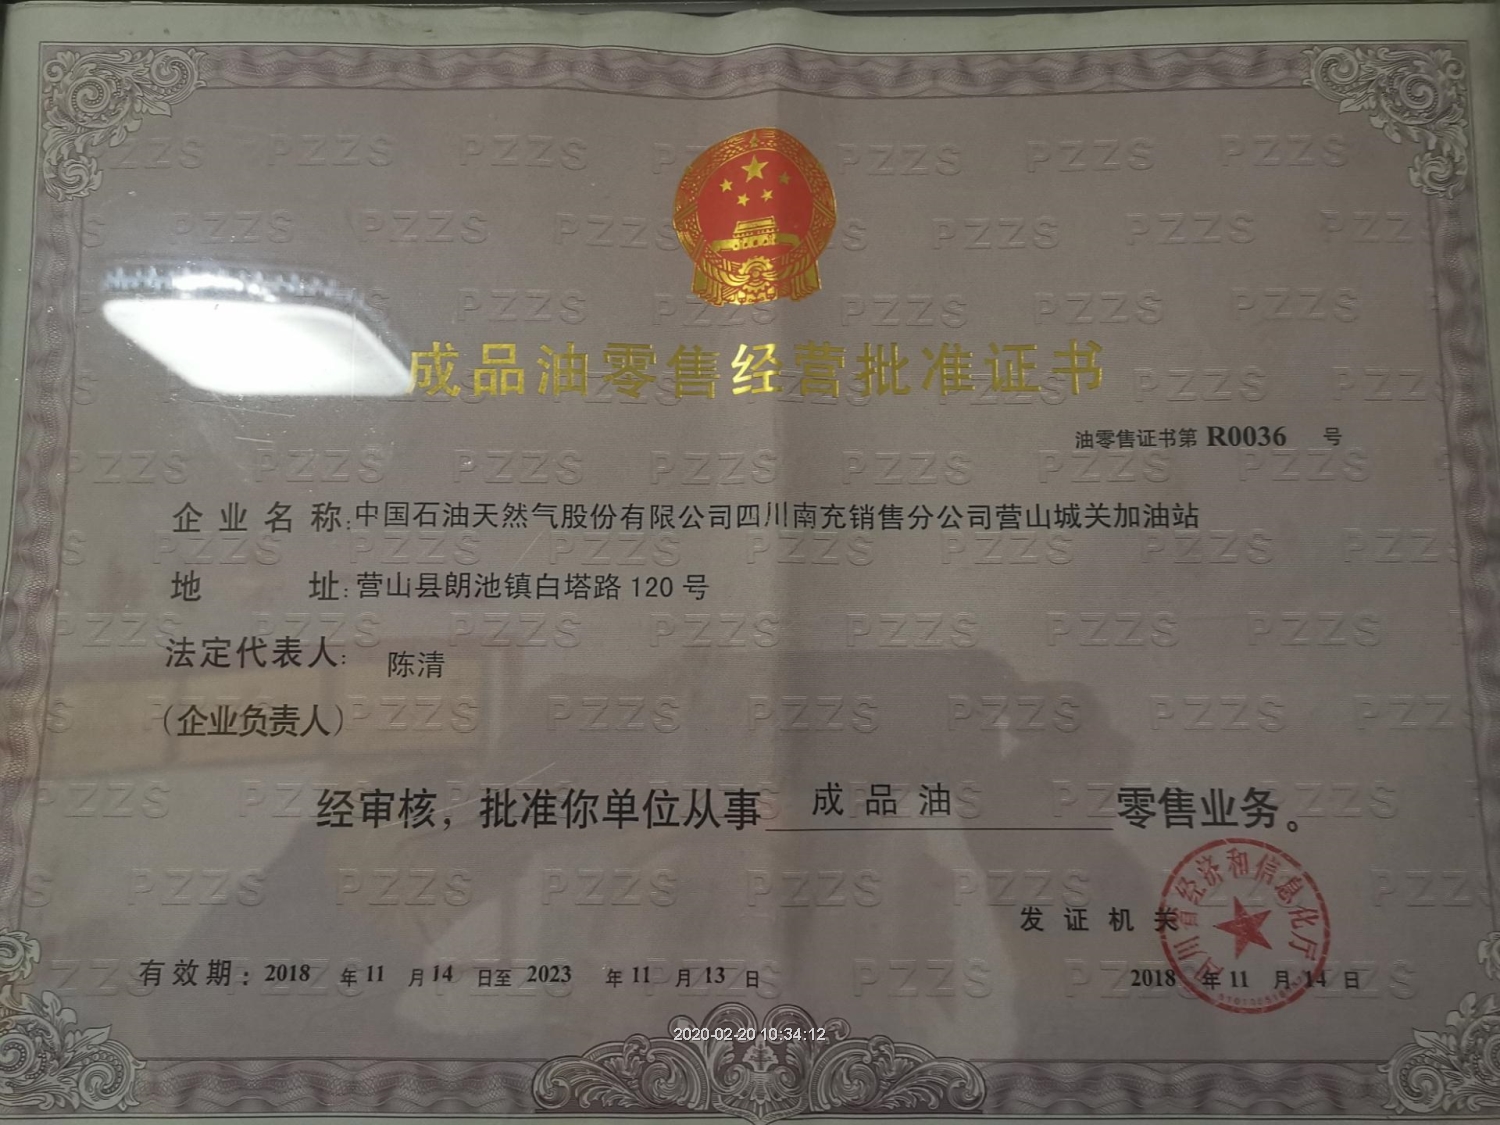 成品油零售经营批准证书
油零售证书第 R0036 号
企业名称:中国石油天然气股份有限公司四川南充销售分公司营山城关加油站
地址:营山县朗池镇白塔路 120 号
法定代表人: 陈清
(企业负责人)
经审核，批准你单位从事 成品油 零售业务。
发证机关
四川省经济和信息化厅
有效期：2018 年 11 月 14 日至 2023 年 11 月 13 日
2018 年 11 月 14 日
2020-02-20 10:34:12
PZZS